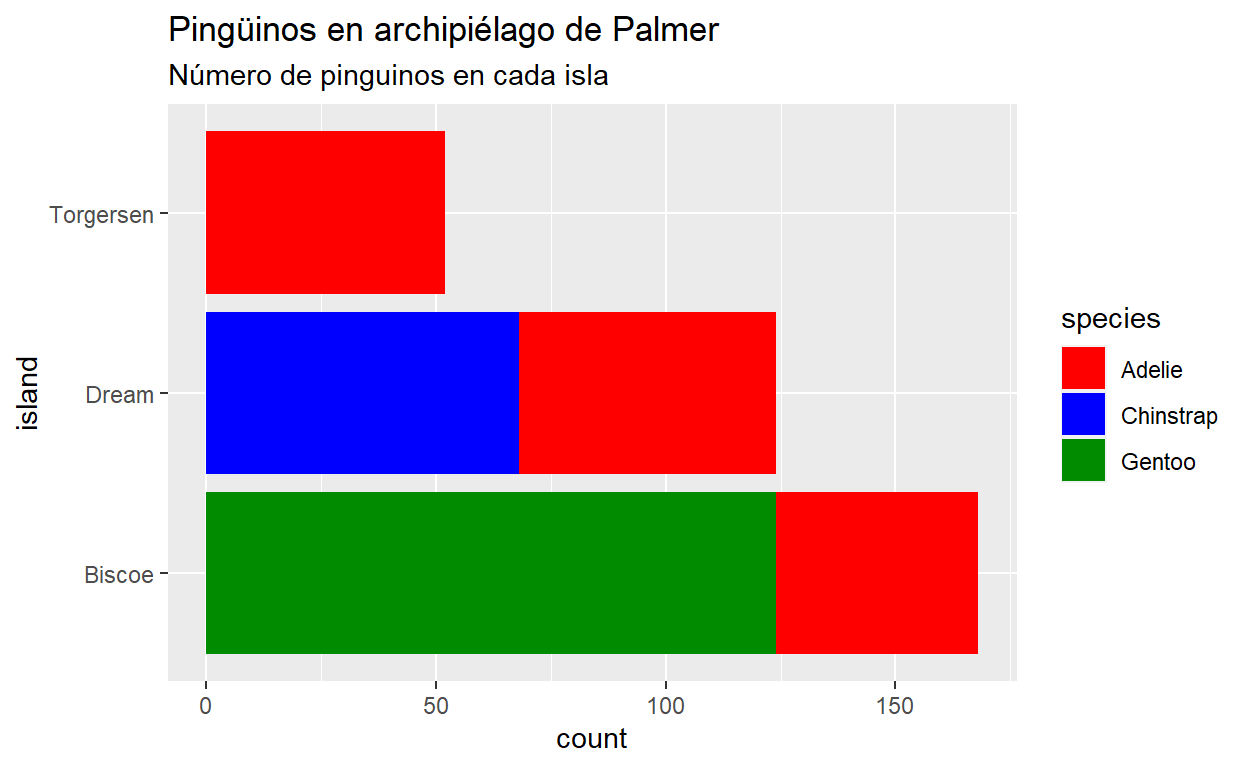 Pingüinos en archipiélago de Palmer
Número de pinguinos en cada isla
Torgersen
Dream
Biscoe
island
0 50 100 150
count
species
Adelie
Chinstrap
Gentoo